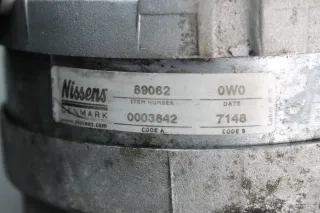 Nissens 89062 0W0
DENMARK ITEM NUMBER DATE
0003842 7148
CODE A CODE B